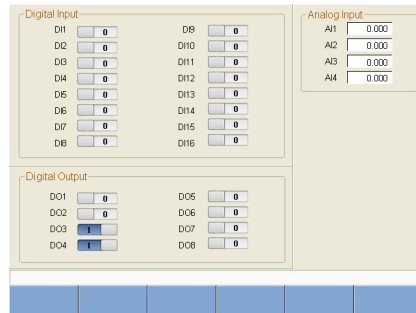 Digital Input
DI1 0 DI9 0
DI2 0 DI10 0
DI3 0 DI11 0
DI4 0 DI12 0
DI5 0 DI13 0
DI6 0 DI14 0
DI7 0 DI15 0
DI8 0 DI16 0
Analog Input
AI1 0.000
AI2 0.000
AI3 0.000
AI4 0.000
Digital Output
DO1 0 DO5 0
DO2 0 DO6 0
DO3 1 DO7 0
DO4 1 DO8 0